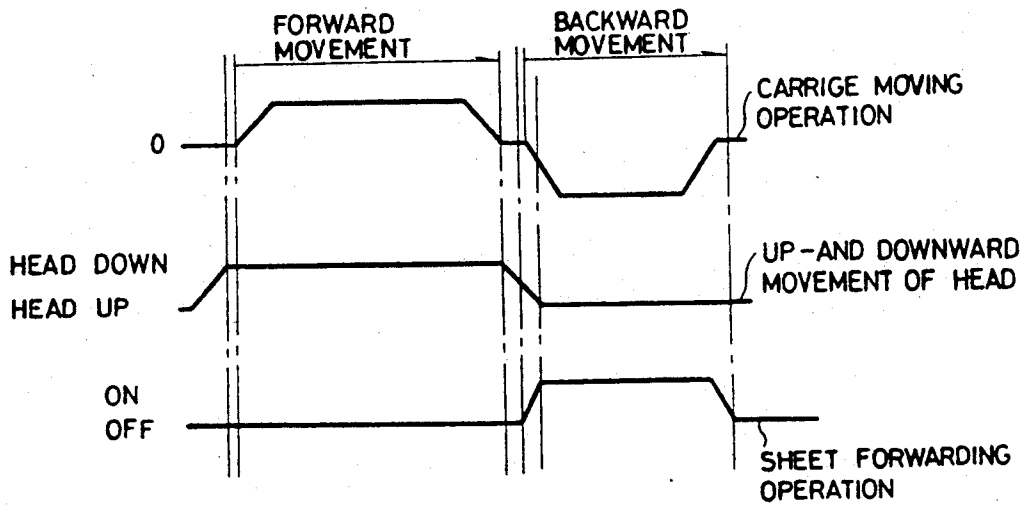 FORWARD
MOVEMENT
BACKWARD
MOVEMENT
CARRIGE MOVING
OPERATION
0
HEAD DOWN
HEAD UP
UP-AND DOWNWARD
MOVEMENT OF HEAD
ON
OFF
SHEET FORWARDING
OPERATION